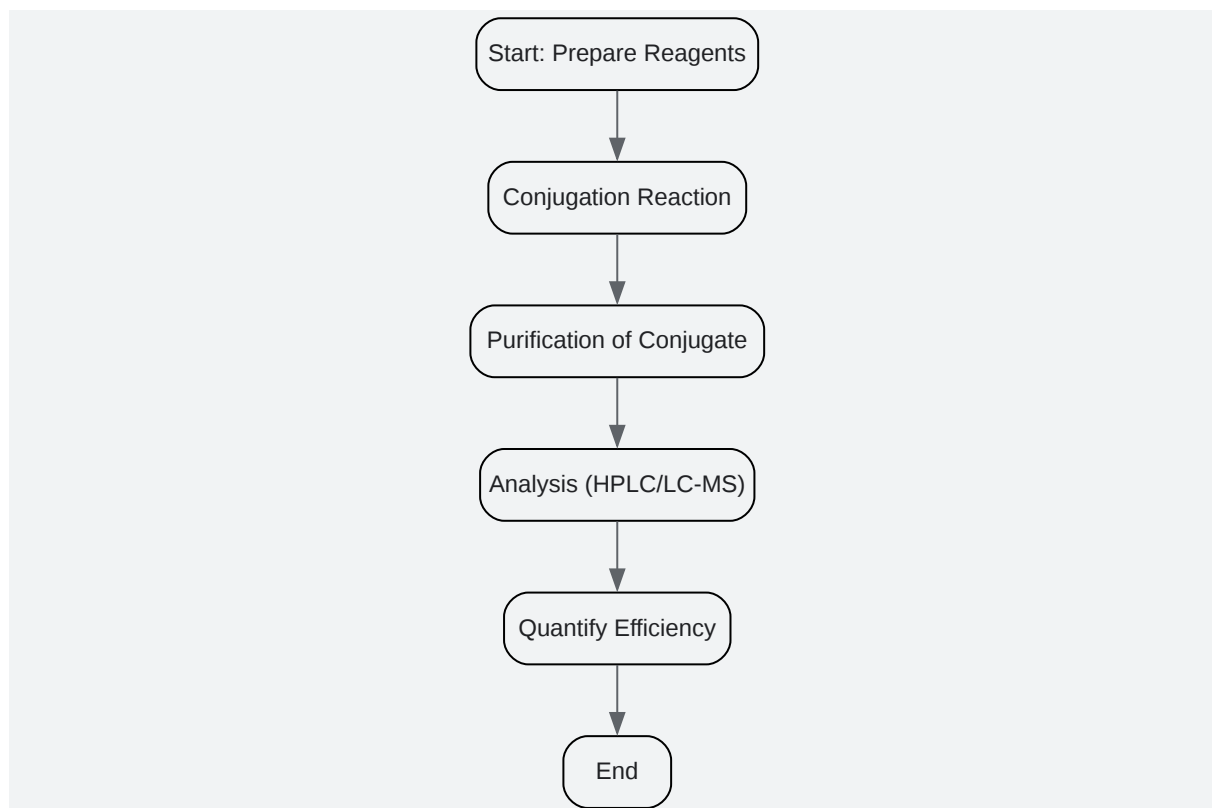 Start: Prepare Reagents
Conjugation Reaction
Purification of Conjugate
Analysis (HPLC/LC-MS)
Quantify Efficiency
End